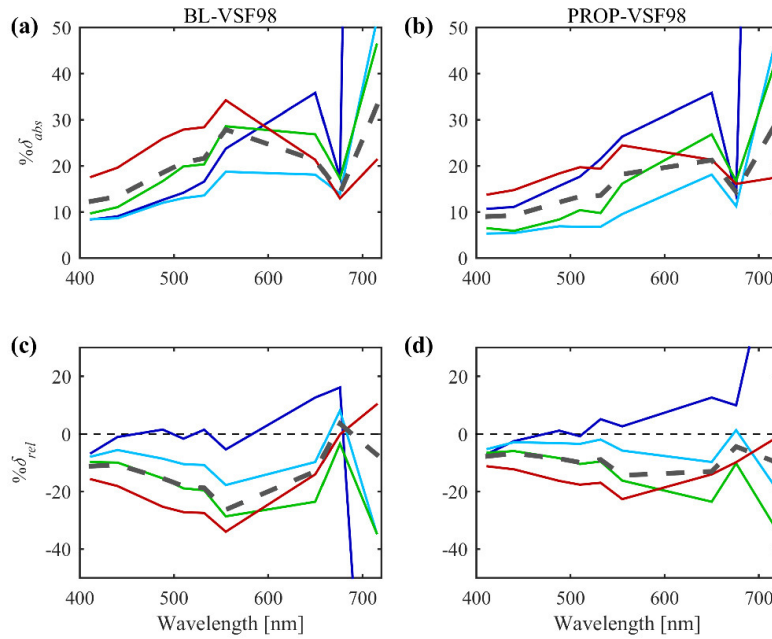 (a) BL-VSF98 (b) PROP-VSF98
50 50
40 40
%δabs 30 30
20 20
10 10
0 0
400 500 600 700 400 500 600 700
(c) (d)
20 20
%δrel 0 0
-20 -20
-40 -40
400 500 600 700 400 500 600 700
Wavelength [nm] Wavelength [nm]